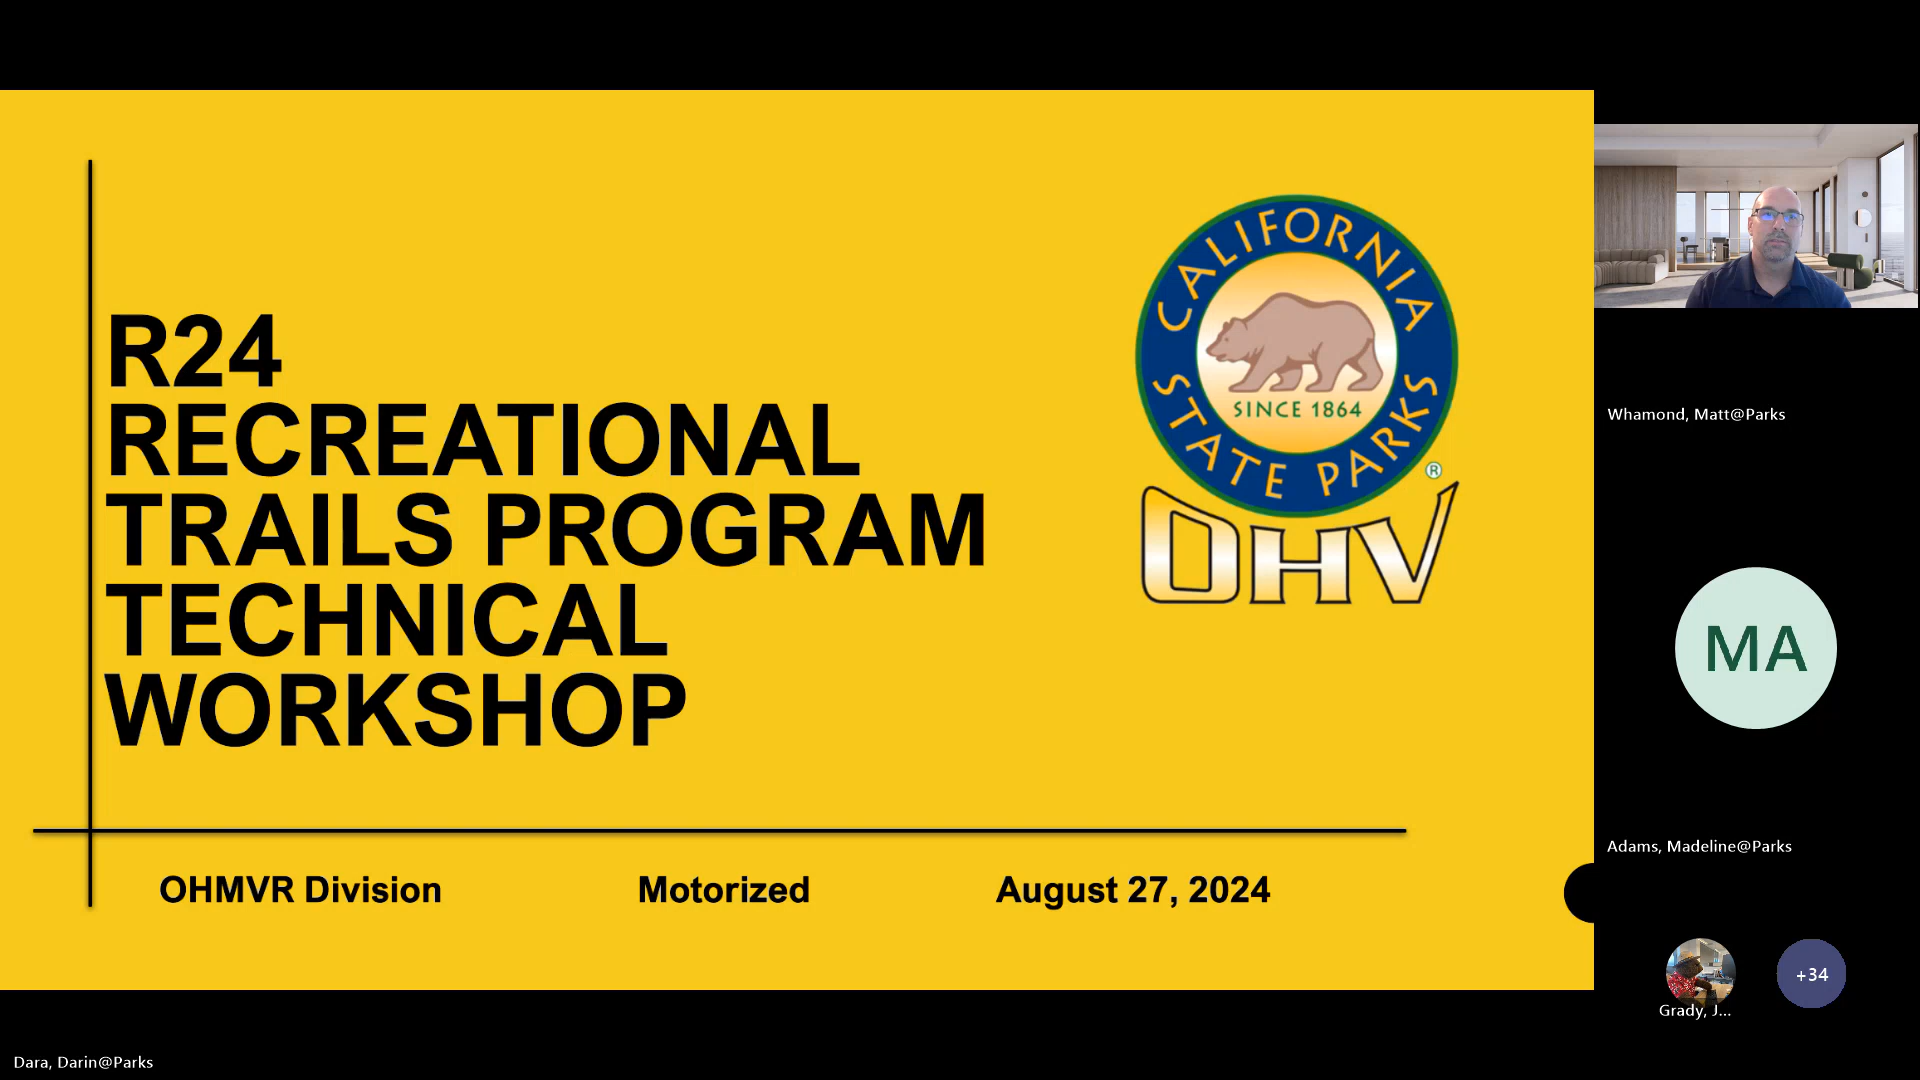 R24
RECREATIONAL
TRAILS PROGRAM
TECHNICAL
WORKSHOP
CALIFORNIA
STATE PARKS
SINCE 1864
®
OHV
OHMVR Division
Motorized
August 27, 2024
Whamond, Matt@Parks
MA
Adams, Madeline@Parks
Grady, J...
+34
Dara, Darin@Parks